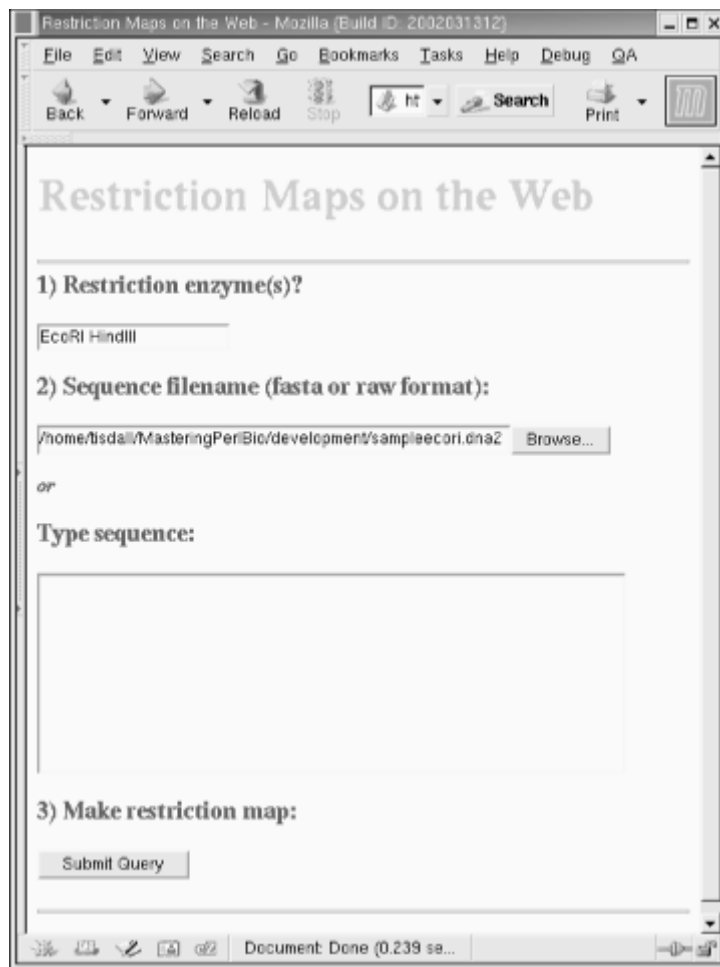 Restriction Maps on the Web - Mozilla {Build ID: 2002031312}
File Edit View Search Go Bookmarks Tasks Help Debug QA
Back Forward Reload Stop ht Search Print
Restriction Maps on the Web
1) Restriction enzyme(s)?
EcoRI HindIII
2) Sequence filename (fasta or raw format):
/home/tisdall/MasteringPerlBio/development/sampleecori.dna2 Browse...
or
Type sequence:
3) Make restriction map:
Submit Query
Document: Done (0.239 se...